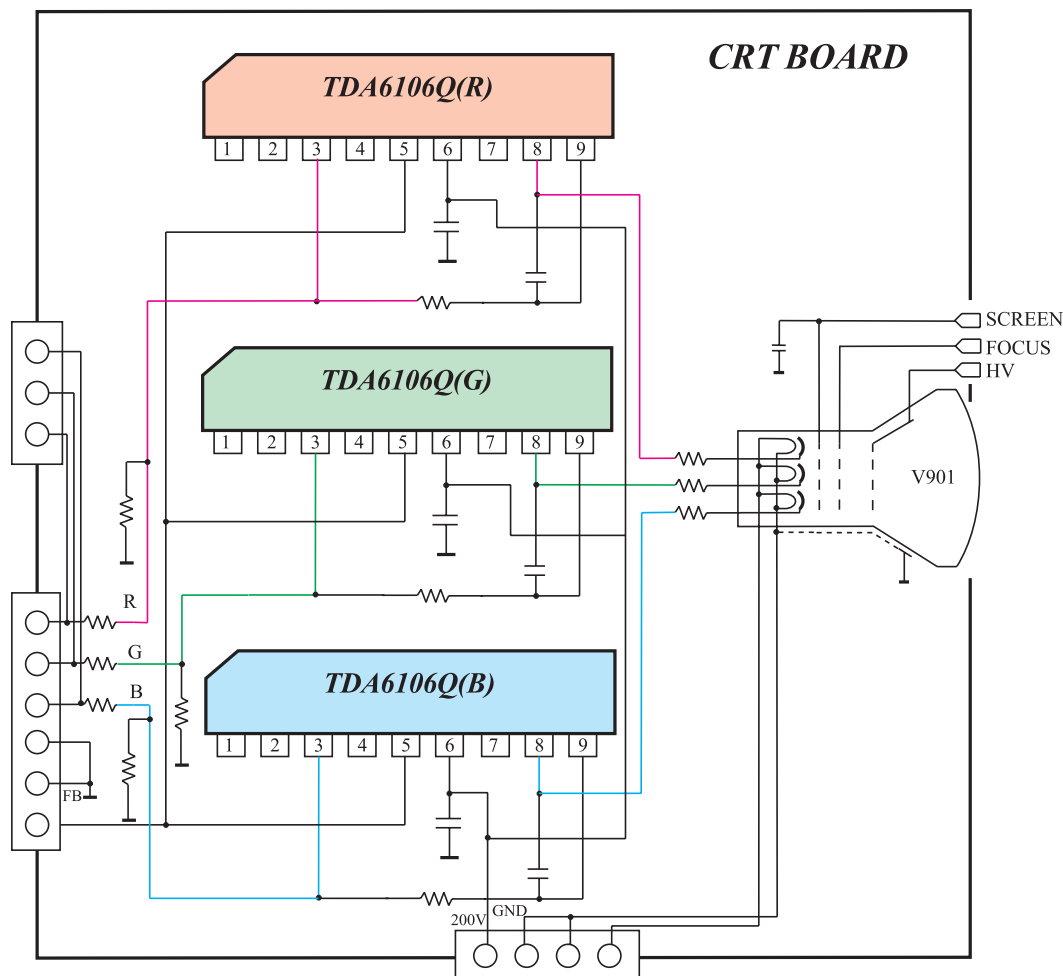 CRT BOARD
TDA6106Q(R)
1 2 3 4 5 6 7 8 9
SCREEN
FOCUS
HV
TDA6106Q(G)
1 2 3 4 5 6 7 8 9
V901
R
G
B
TDA6106Q(B)
1 2 3 4 5 6 7 8 9
FB
200V
GND